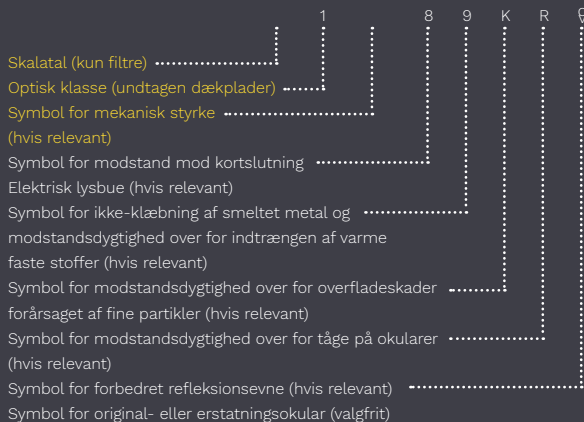 1 8 9 K R
Skalatal (kun filtre)
Optisk klasse (undtagen dækplader)
Symbol for mekanisk styrke
(hvis relevant)
Symbol for modstand mod kortslutning
Elektrisk lysbue (hvis relevant)
Symbol for ikke-klæbning af smeltet metal og
modstandsdygtighed over for indtrængen af varme
faste stoffer (hvis relevant)
Symbol for modstandsdygtighed over for overfladeskader
forårsaget af fine partikler (hvis relevant)
Symbol for modstandsdygtighed over for tåge på okularer
(hvis relevant)
Symbol for forbedret refleksionsevne (hvis relevant)
Symbol for original- eller erstatningsokular (valgfrit)